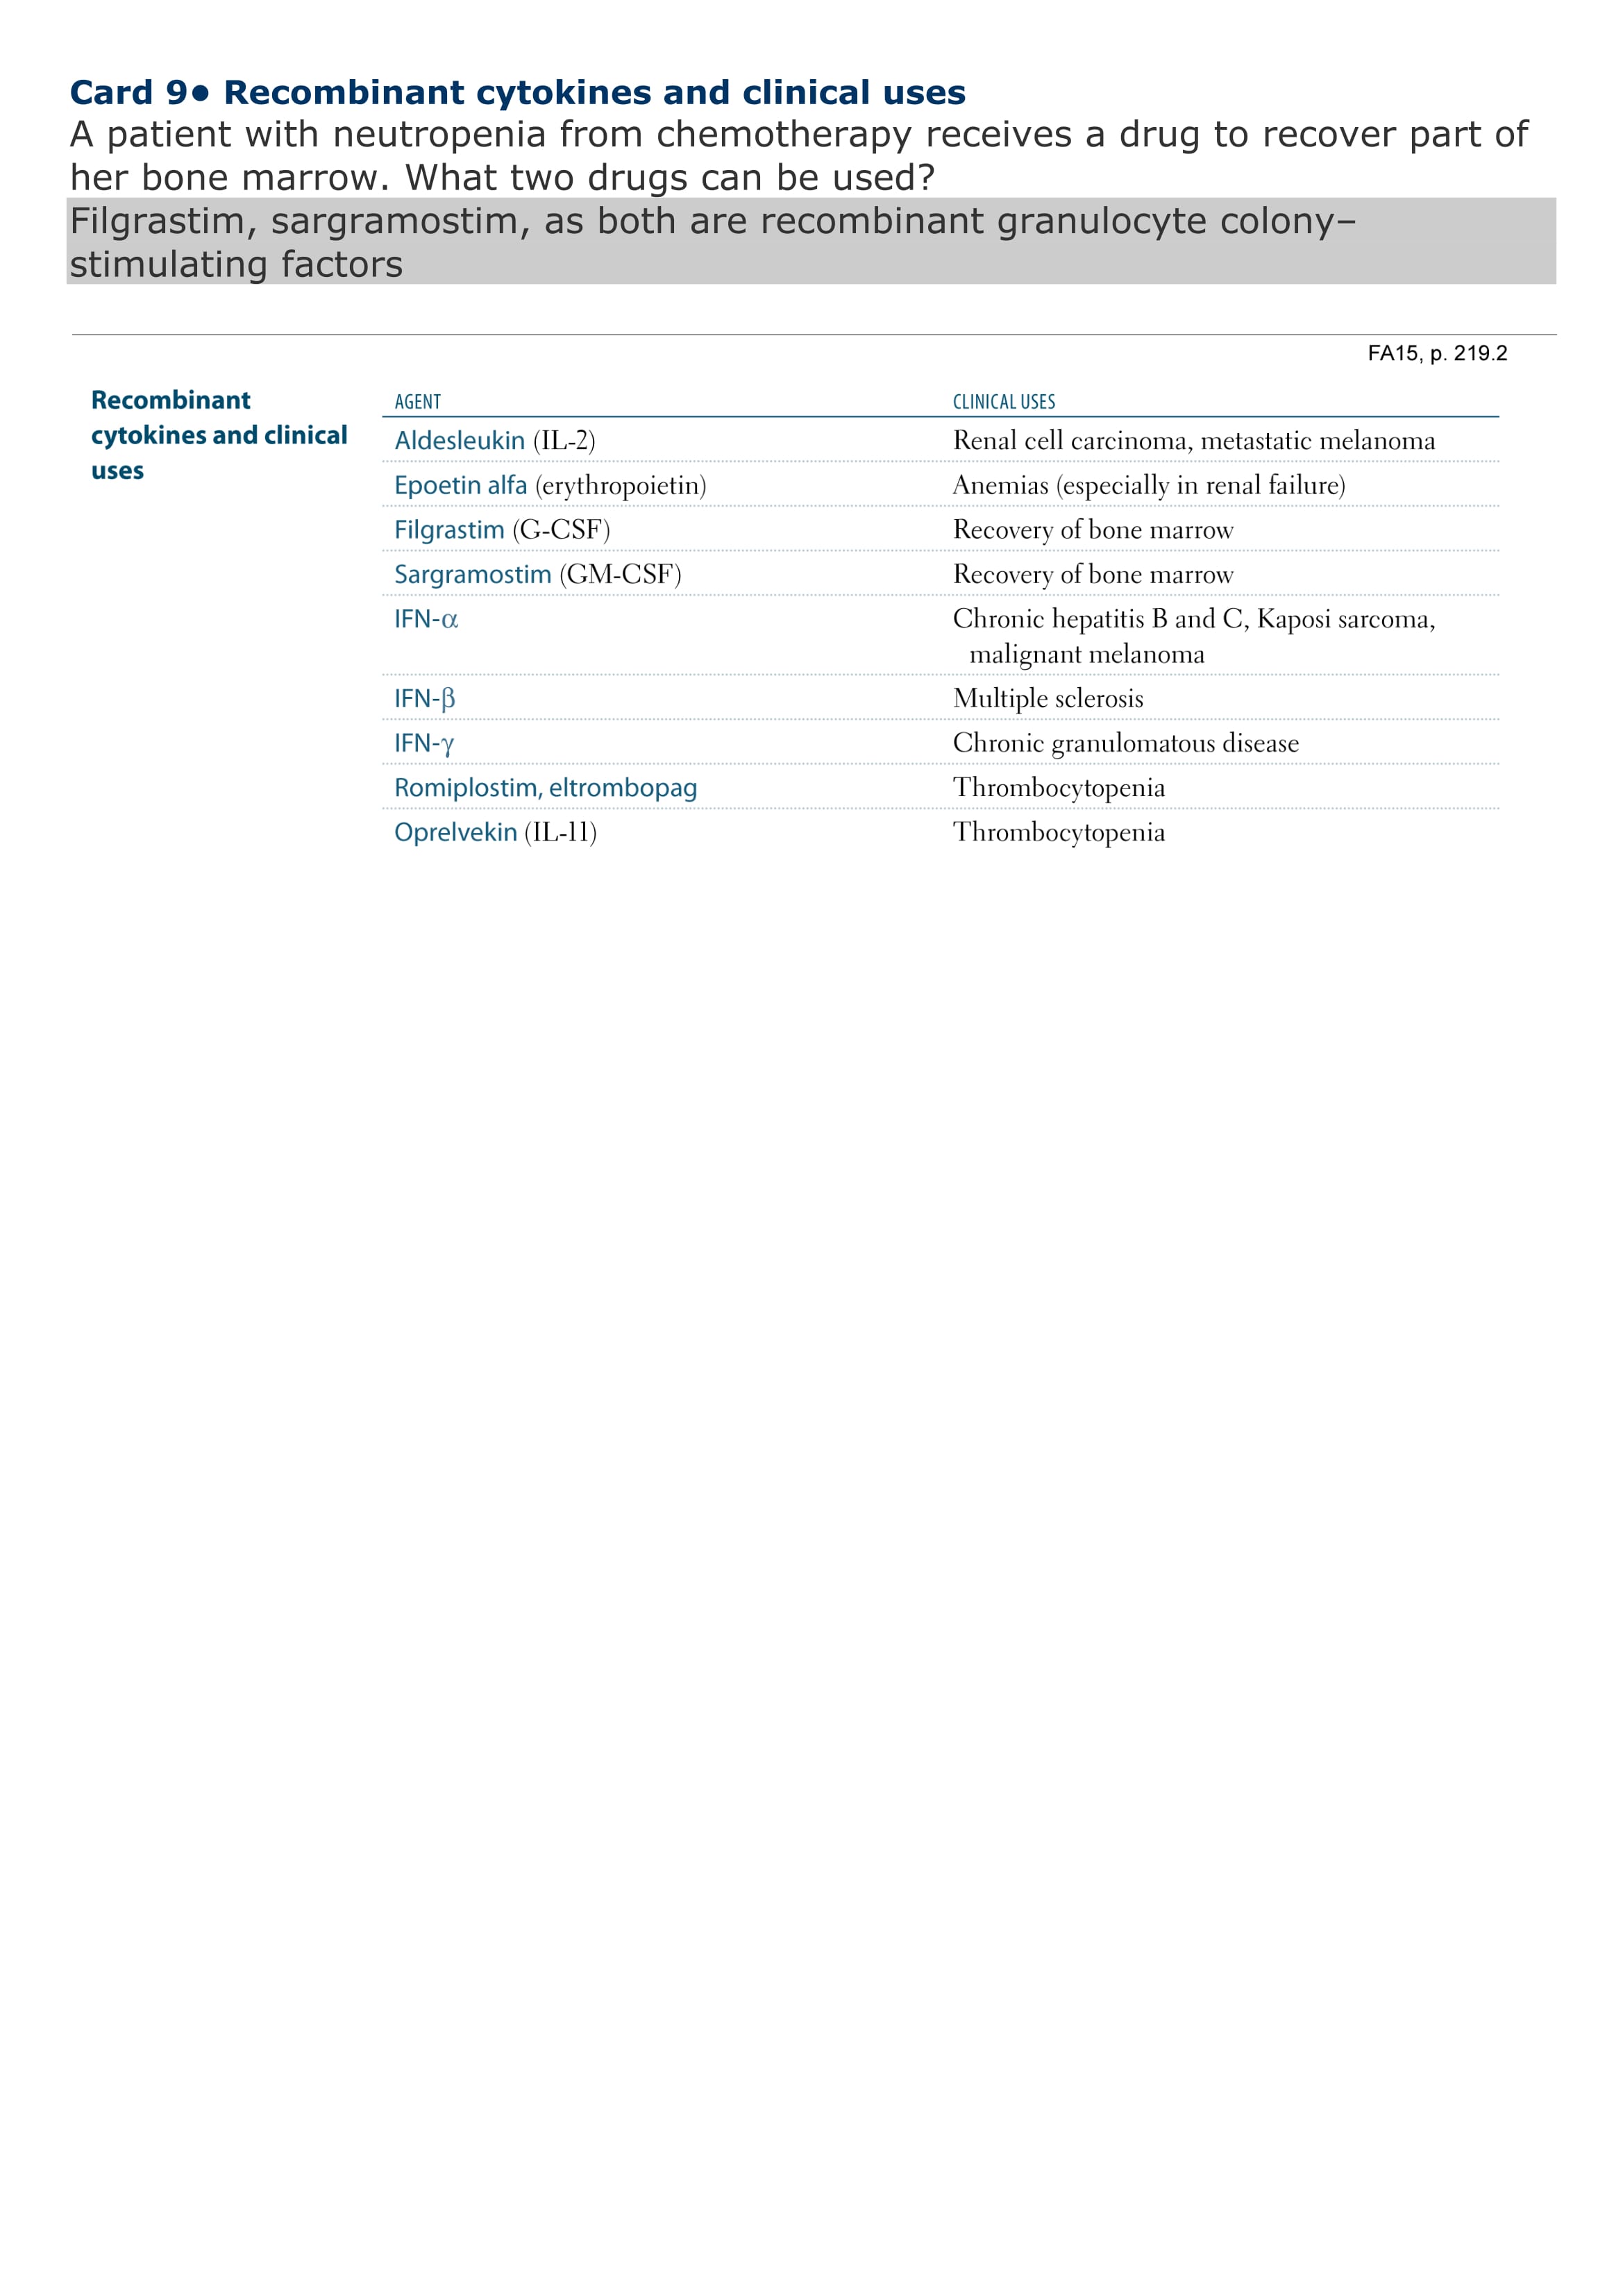 Card 9• Recombinant cytokines and clinical uses
A patient with neutropenia from chemotherapy receives a drug to recover part of
her bone marrow. What two drugs can be used?
Filgrastim, sargramostim, as both are recombinant granulocyte colony–
stimulating factors
FA15, p. 219.2
Recombinant
cytokines and clinical
uses
AGENT CLINICAL USES
Aldesleukin (IL-2) Renal cell carcinoma, metastatic melanoma
Epoetin alfa (erythropoietin) Anemias (especially in renal failure)
Filgrastim (G-CSF) Recovery of bone marrow
Sargramostim (GM-CSF) Recovery of bone marrow
IFN-α Chronic hepatitis B and C, Kaposi sarcoma,
malignant melanoma
IFN-β Multiple sclerosis
IFN-γ Chronic granulomatous disease
Romiplostim, eltrombopag Thrombocytopenia
Oprelvekin (IL-11) Thrombocytopenia